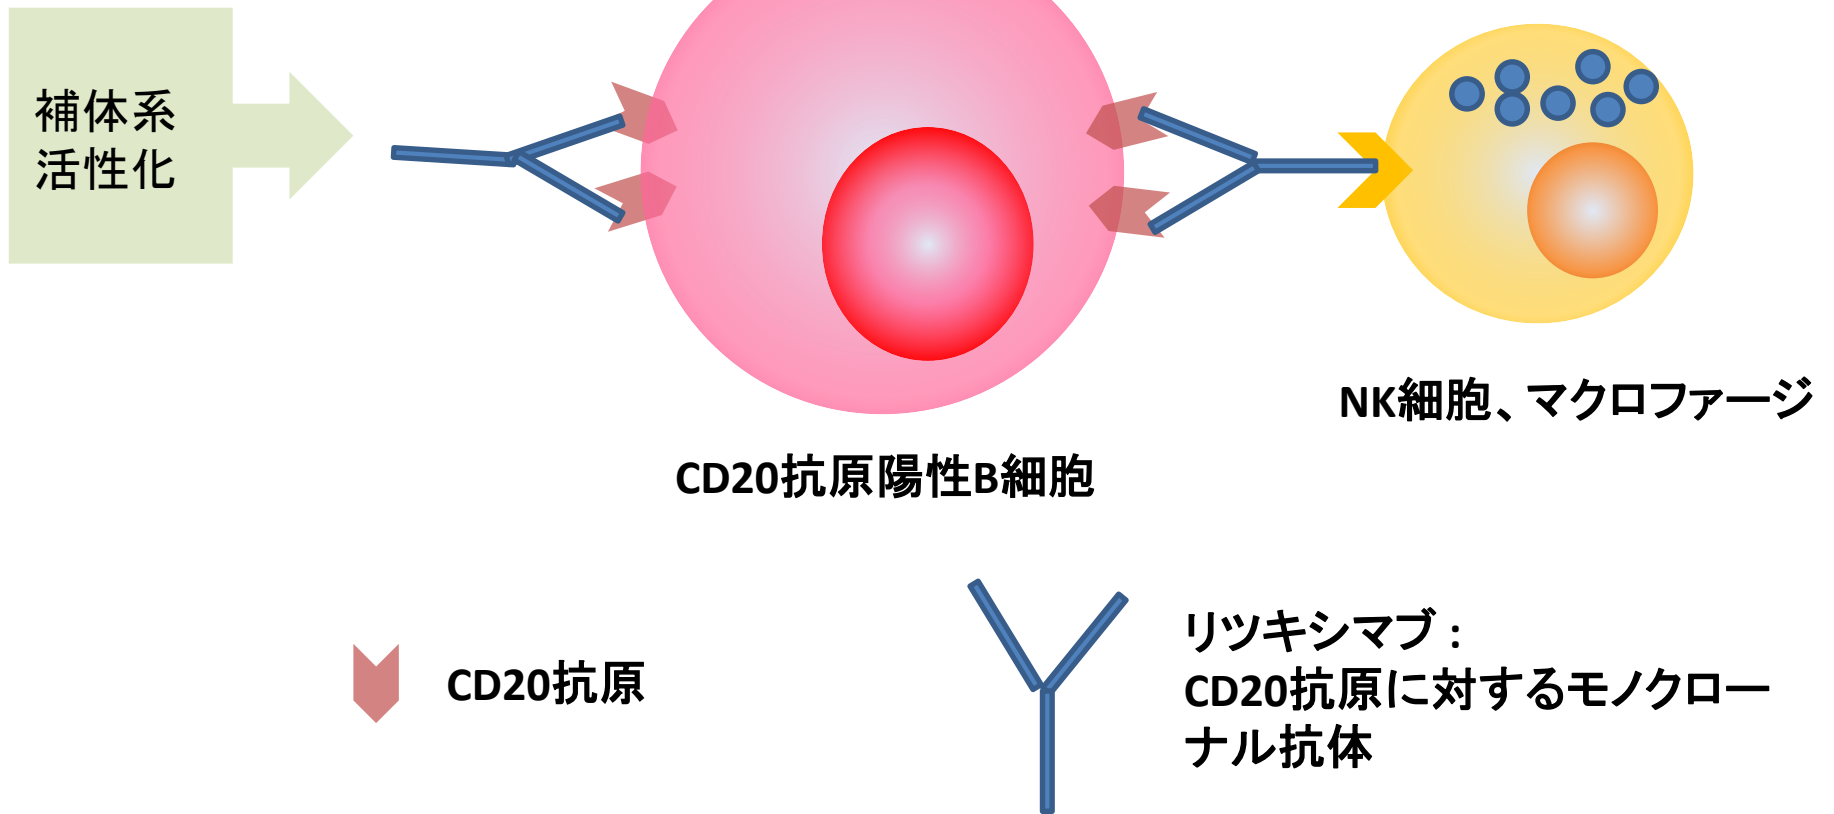 補体系
活性化
NK細胞、マクロファージ
CD20抗原陽性B細胞
CD20抗原
リツキシマブ：
CD20抗原に対するモノクロー
ナル抗体